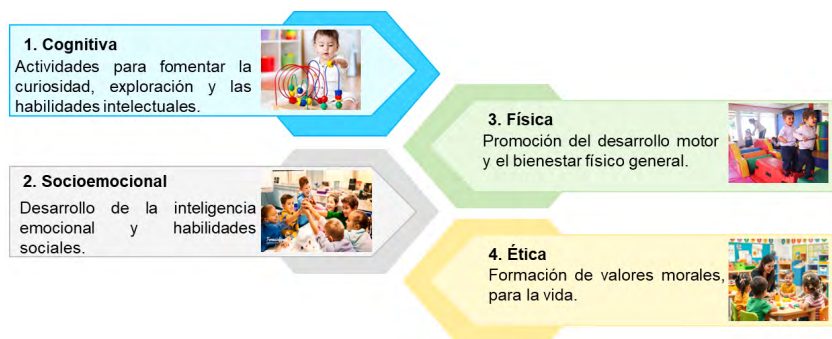 1. Cognitiva
Actividades para fomentar la
curiosidad, exploración y las
habilidades intelectuales.
2. Socioemocional
Desarrollo de la inteligencia
emocional y habilidades
sociales.
3. Física
Promoción del desarrollo motor
y el bienestar físico general.
4. Ética
Formación de valores morales,
para la vida.